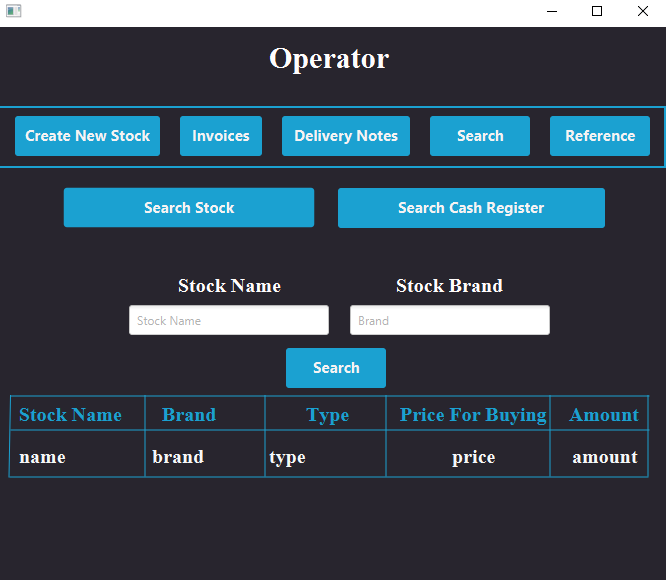 Operator
Create New Stock Invoices Delivery Notes Search Reference
Search Stock Search Cash Register
Stock Name Stock Brand
Stock Name Brand
Search
Stock Name Brand Type Price For Buying Amount
name brand type price amount